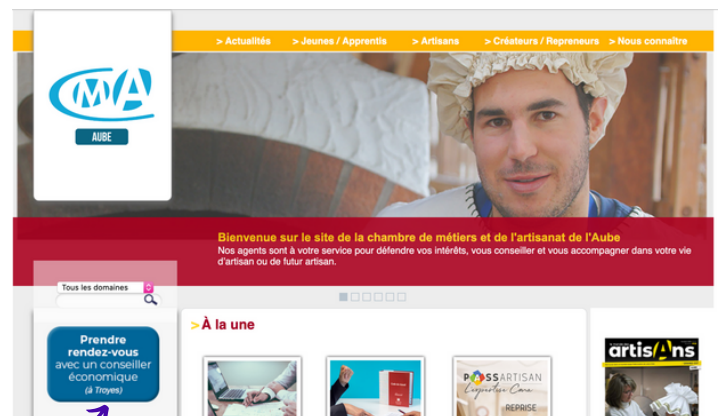 > Actualités > Jeunes / Apprentis > Artisans > Créateurs / Repreneurs > Nous connaître
CMA
AUBE
Bienvenue sur le site de la chambre de métiers et de l'artisanat de l'Aube
Nos agents sont à votre service pour défendre vos intérêts, vous conseiller et vous accompagner dans votre vie
d'artisan ou de futur artisan.
Tous les domaines
> À la une
Prendre
rendez-vous
avec un conseiller
économique
(à Troyes)
PASSARTISAN
L'expertise Cma
REPRISE
artisAns